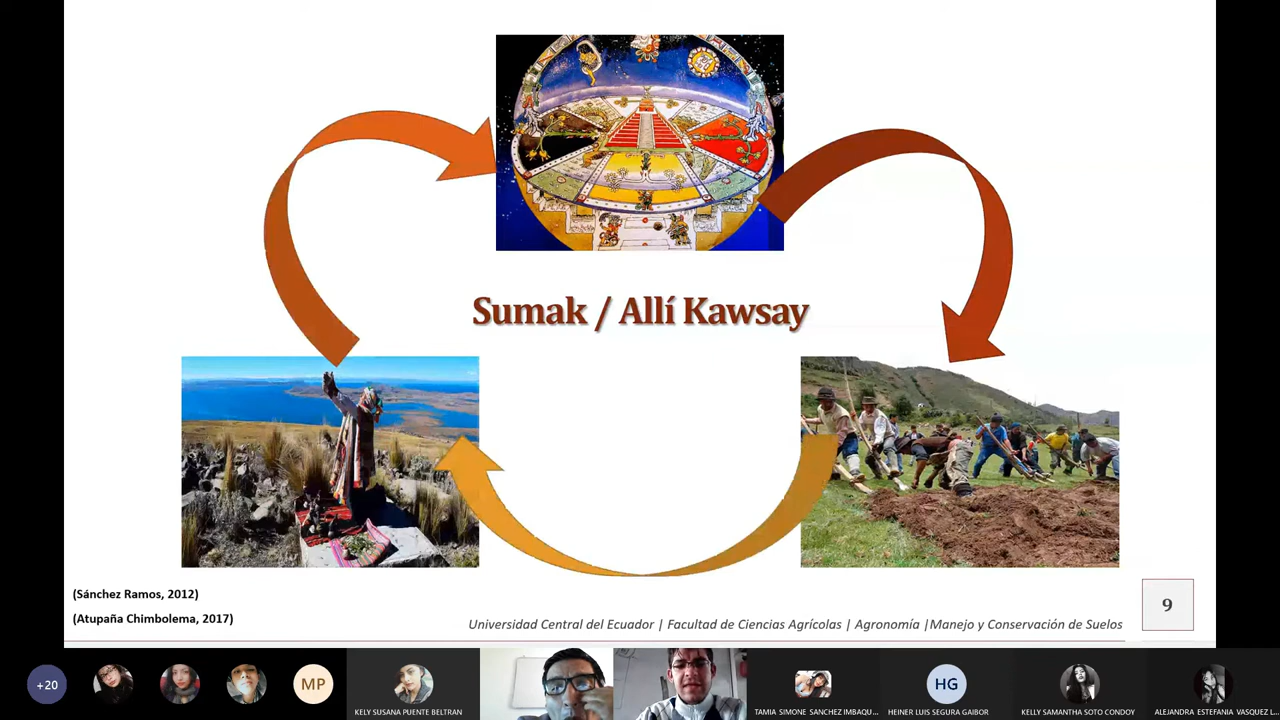 Sumak / Allí Kawsay
(Sánchez Ramos, 2012)
(Atupaña Chimbolema, 2017)
Universidad Central del Ecuador | Facultad de Ciencias Agrícolas | Agronomía |Manejo y Conservación de Suelos
9
+20
MP
KELY SUSANA PUENTE BELTRAN
TAMIA SIMONE SANCHEZ IMBAQU...
HG
HEINER LUIS SEGURA GAIBOR
KELLY SAMANTHA SOTO CONDOY
ALEJANDRA ESTEFANIA VASQUEZ L...